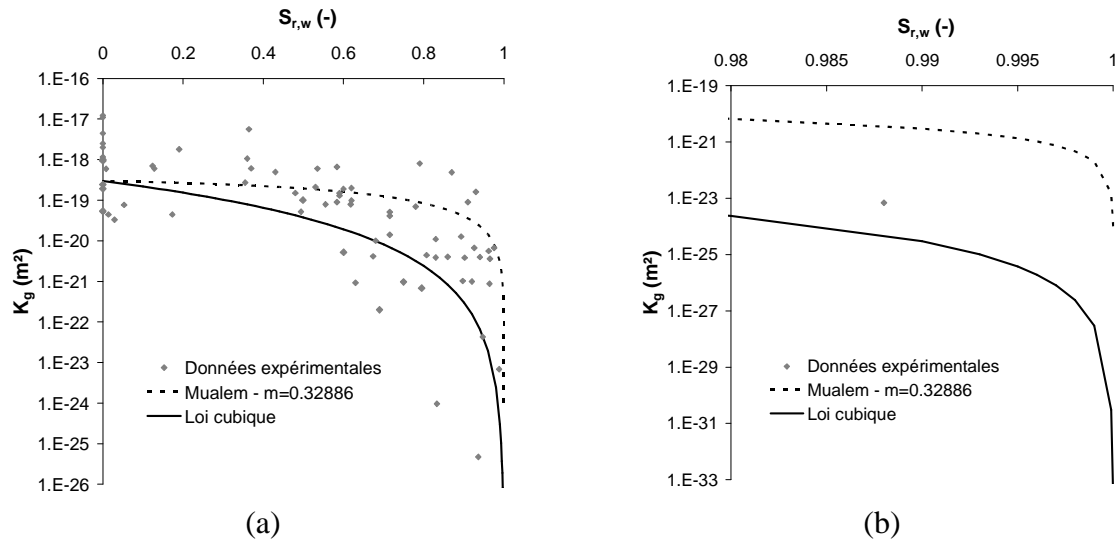 S_{r,w} (-)
0 0.2 0.4 0.6 0.8 1
1.E-16
1.E-17
1.E-18
1.E-19
1.E-20
1.E-21
1.E-22
1.E-23
1.E-24
1.E-25
1.E-26
K_g (m²)
Données expérimentales
Mualem - m=0.32886
Loi cubique
(a)
S_{r,w} (-)
0.98 0.985 0.99 0.995 1
1.E-19
1.E-21
1.E-23
1.E-25
1.E-27
1.E-29
1.E-31
1.E-33
K_g (m²)
Données expérimentales
Mualem - m=0.32886
Loi cubique
(b)